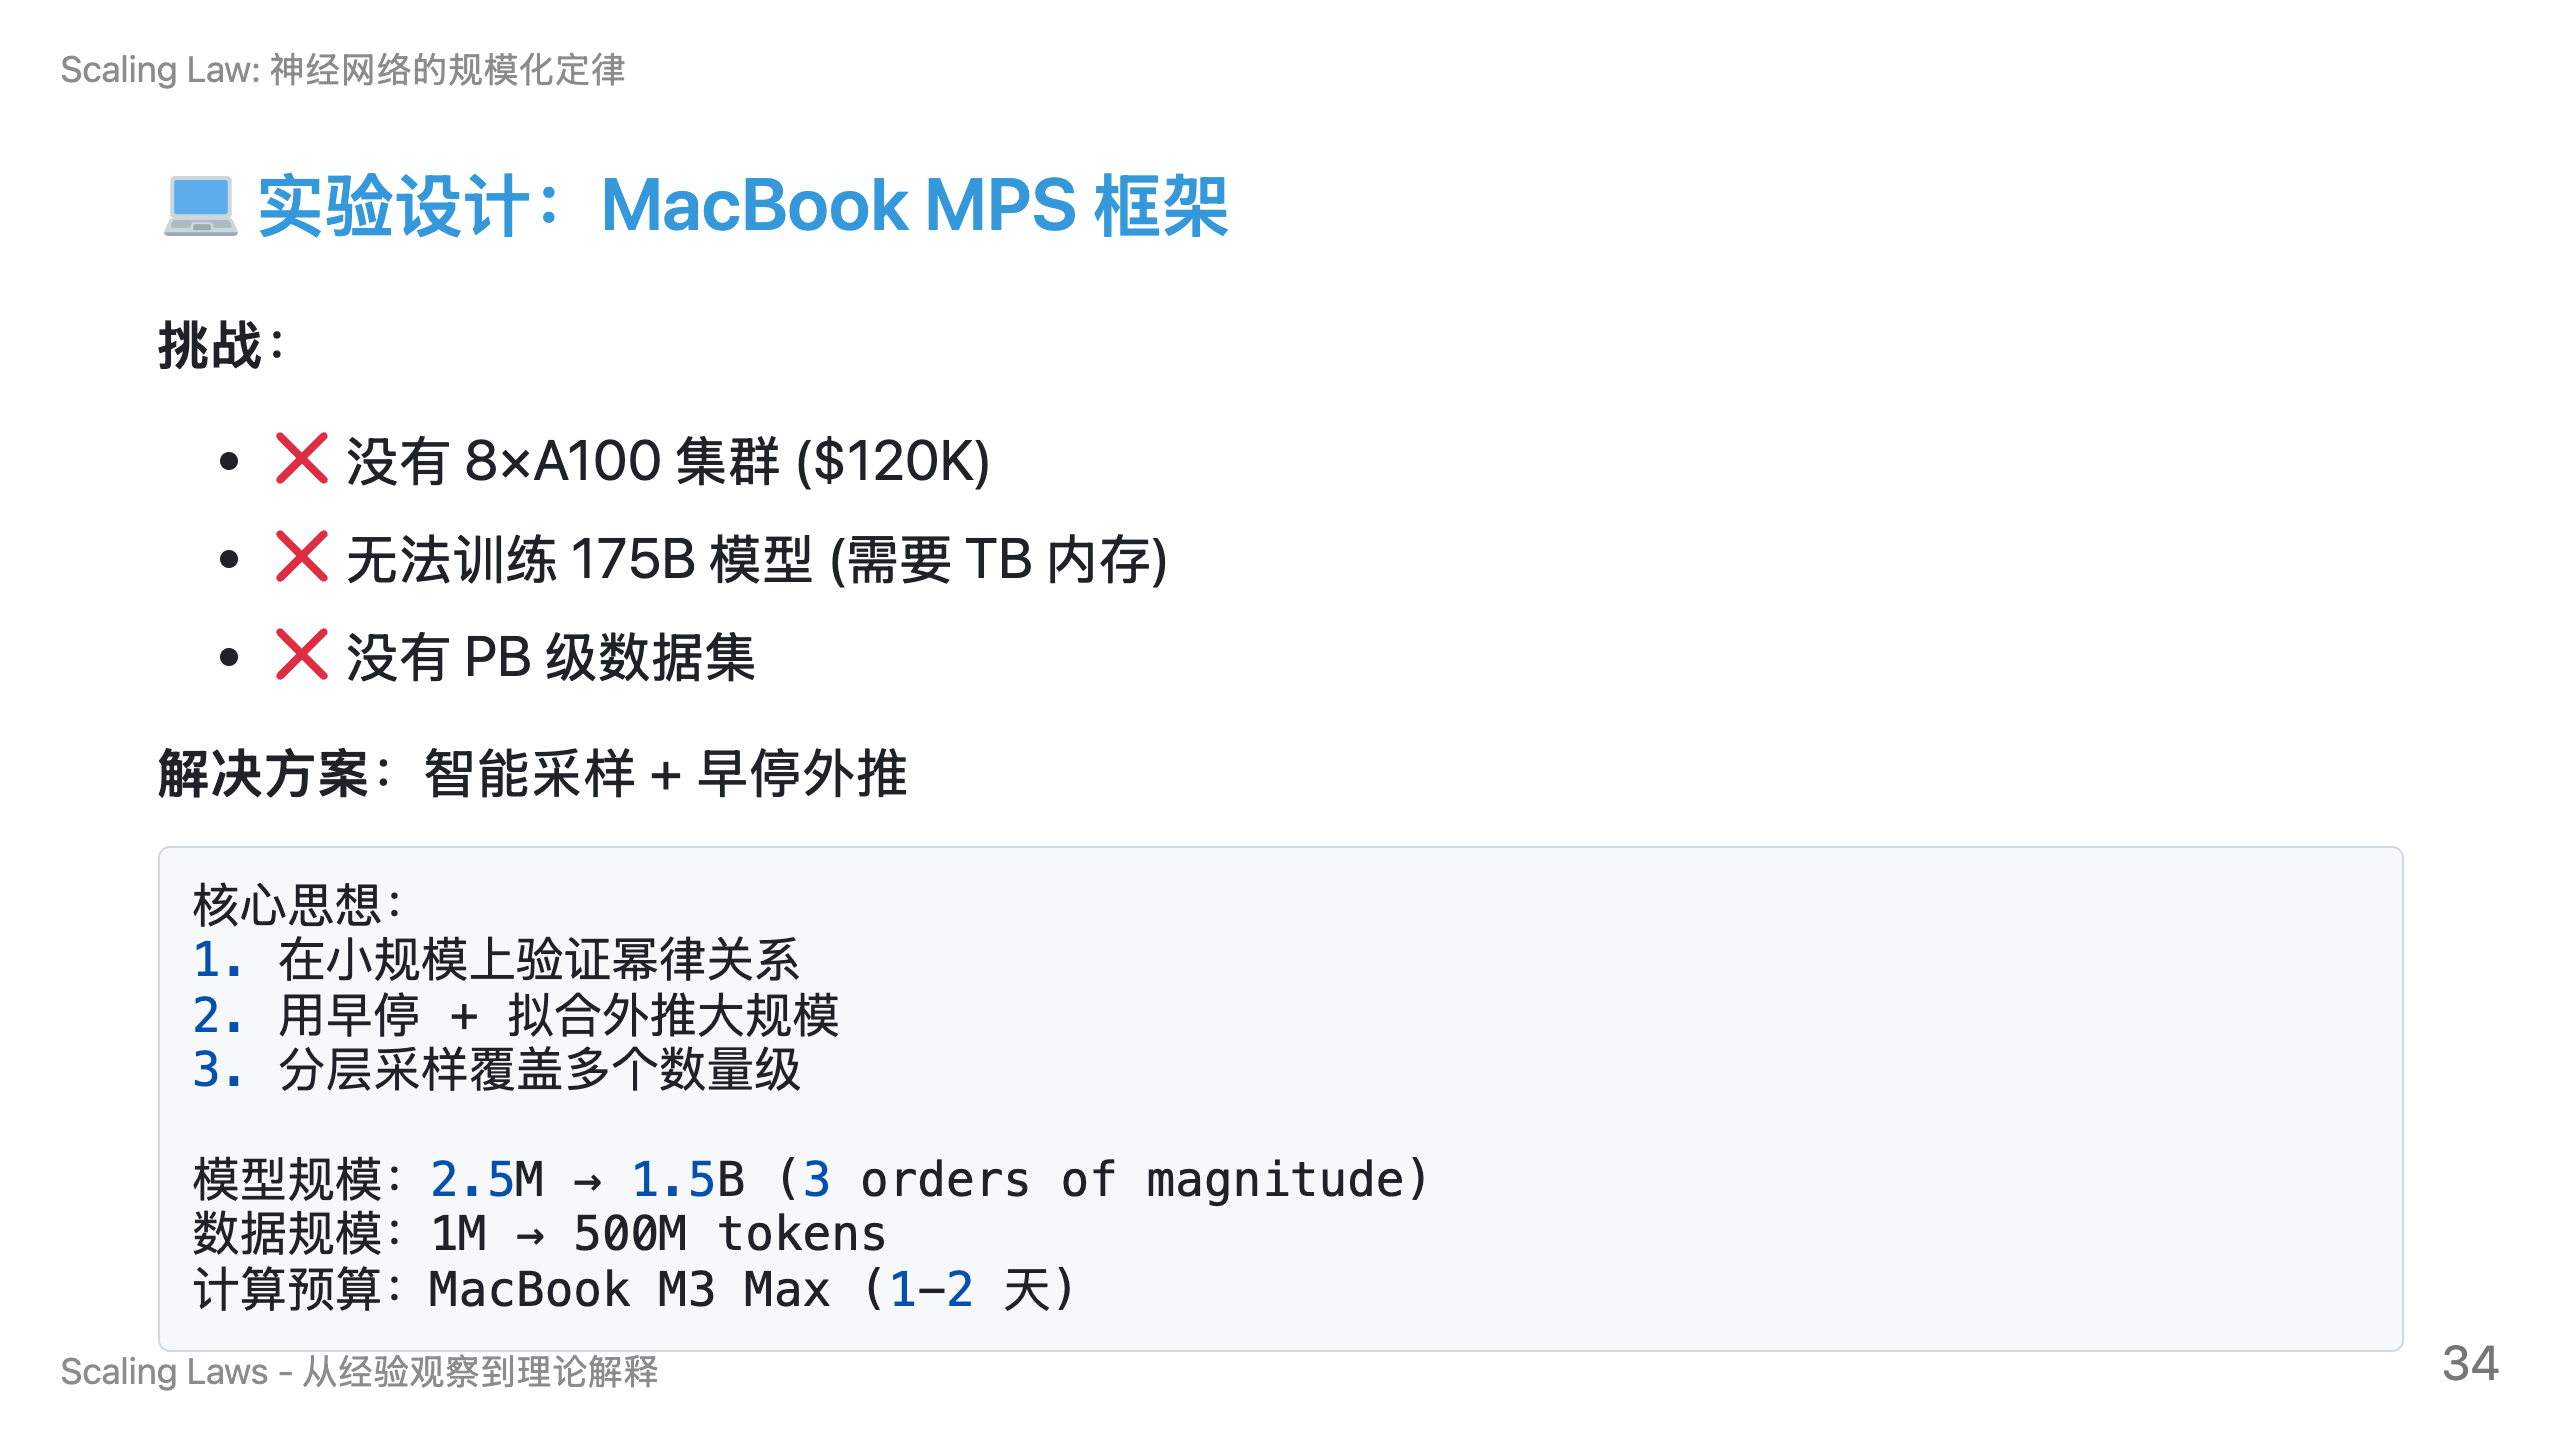 Scaling Law: 神经网络的规模化定律
💻 实验设计：MacBook MPS 框架
挑战：
• ❌ 没有 8×A100 集群 ($120K)
• ❌ 无法训练 175B 模型 (需要 TB 内存)
• ❌ 没有 PB 级数据集
解决方案：智能采样 + 早停外推
核心思想：
1. 在小规模上验证幂律关系
2. 用早停 + 拟合外推大规模
3. 分层采样覆盖多个数量级
模型规模：2.5M → 1.5B (3 orders of magnitude)
数据规模：1M → 500M tokens
计算预算：MacBook M3 Max (1-2 天)
Scaling Laws - 从经验观察到理论解释
34